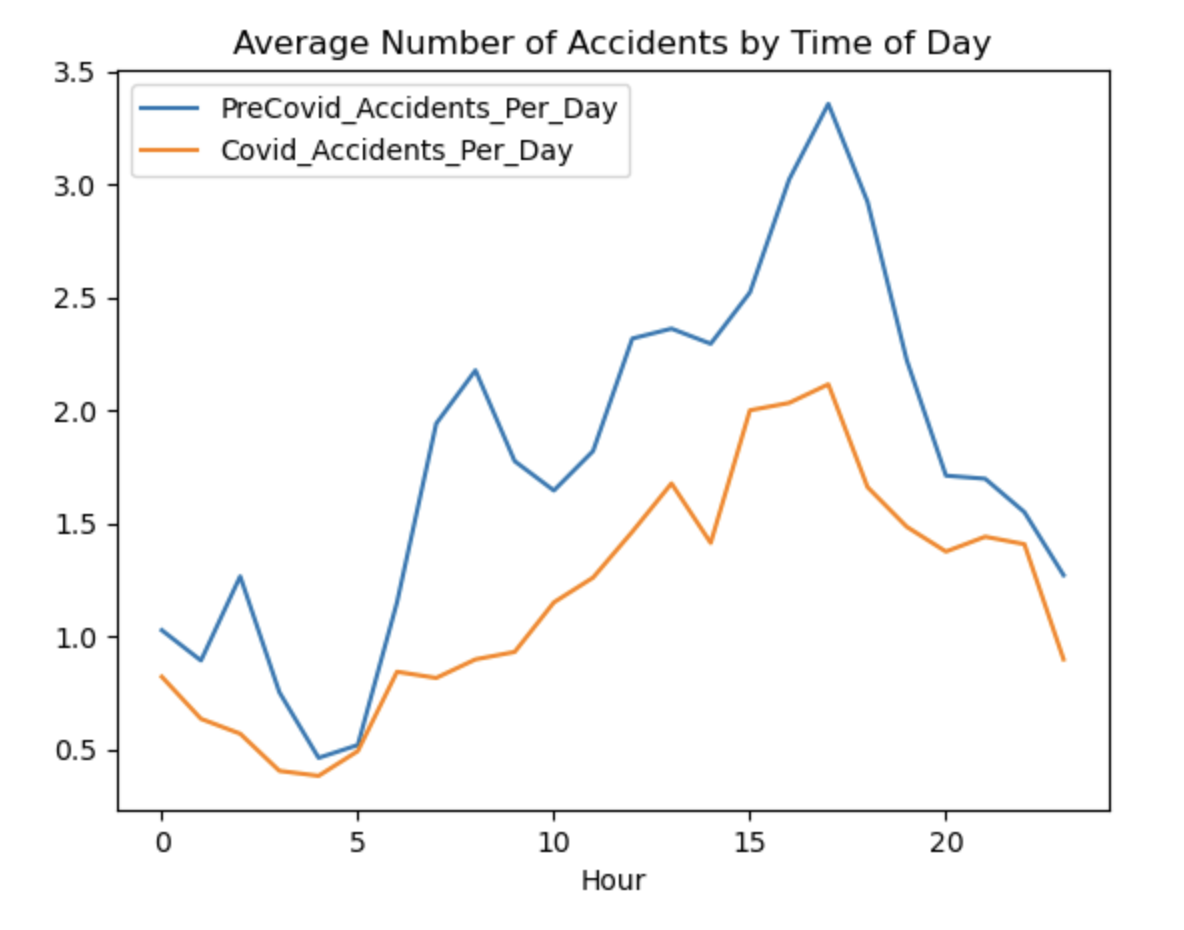 Average Number of Accidents by Time of Day
3.5
PreCovid_Accidents_Per_Day
Covid_Accidents_Per_Day
3.0
2.5
2.0
1.5
1.0
0.5
0 5 10 15 20
Hour